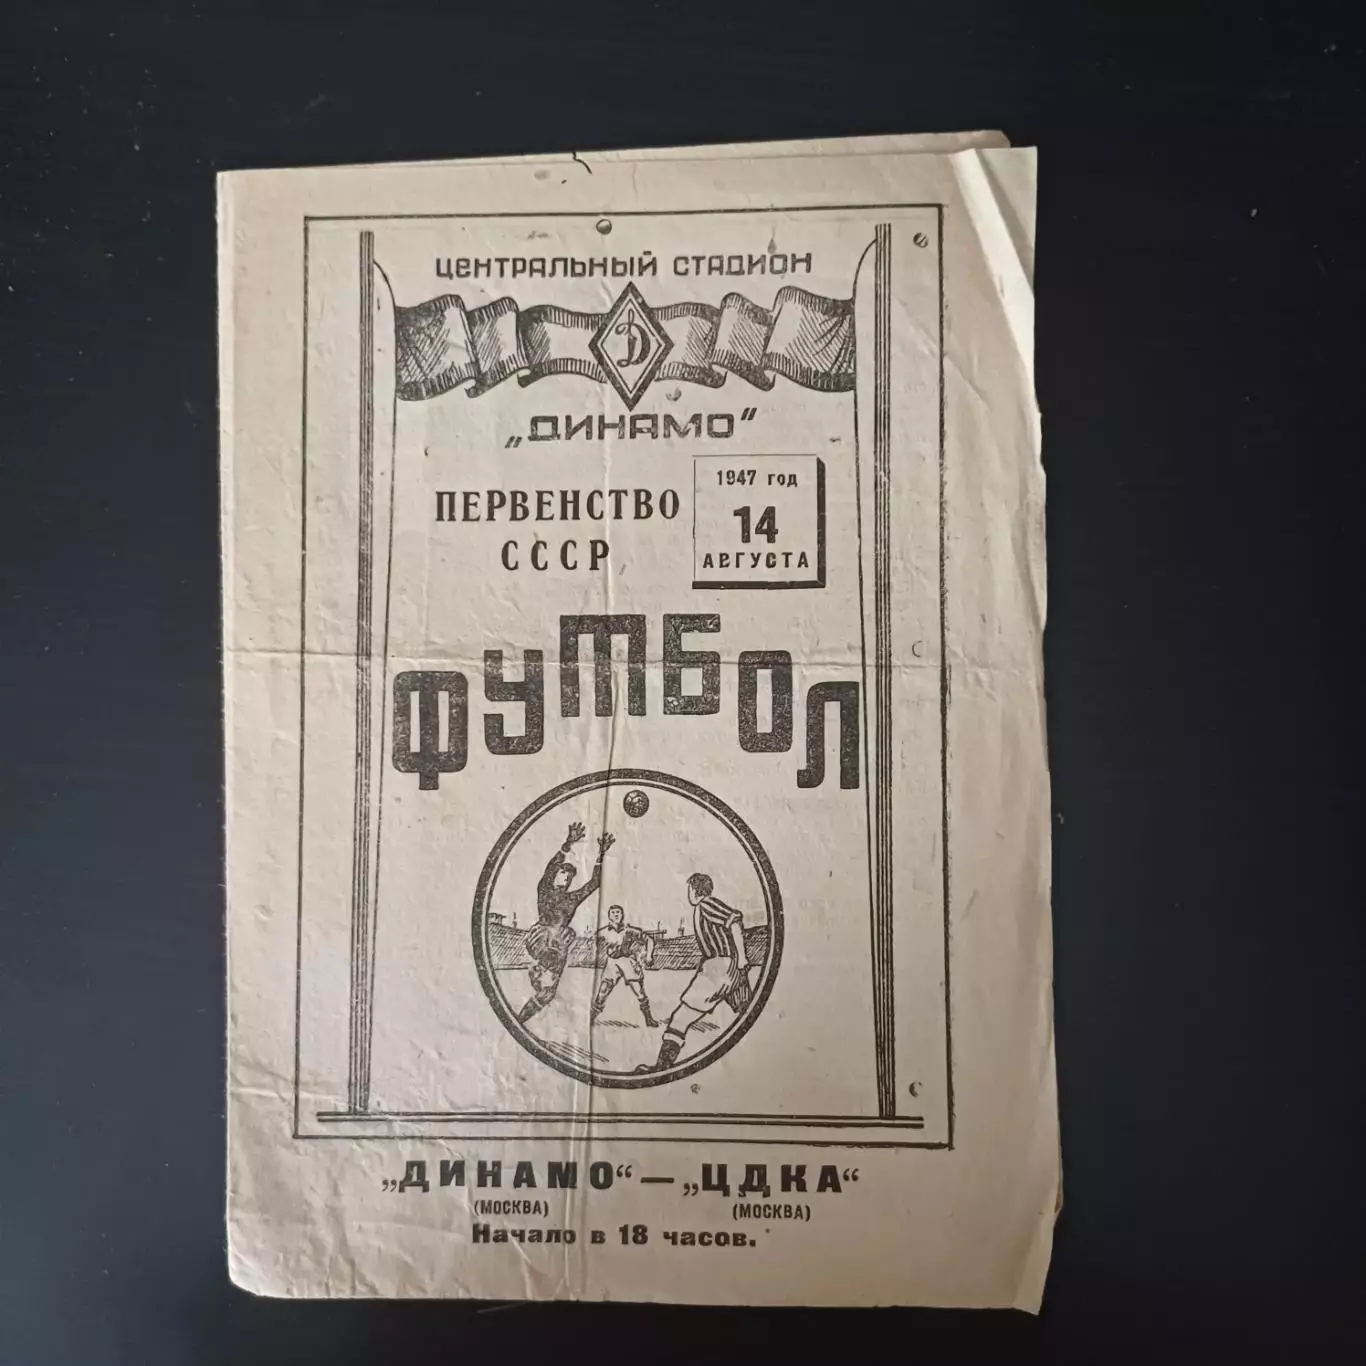 ЦЕНТРАЛЬНЫЙ СТАДИОН
Д
„ДИНАМО"
ПЕРВЕНСТВО
СССР
1947 год
14
АВГУСТА
ФУТБОЛ
„ДИНАМО“ — „ЦДКА“
(МОСКВА) (МОСКВА)
Начало в 18 часов.